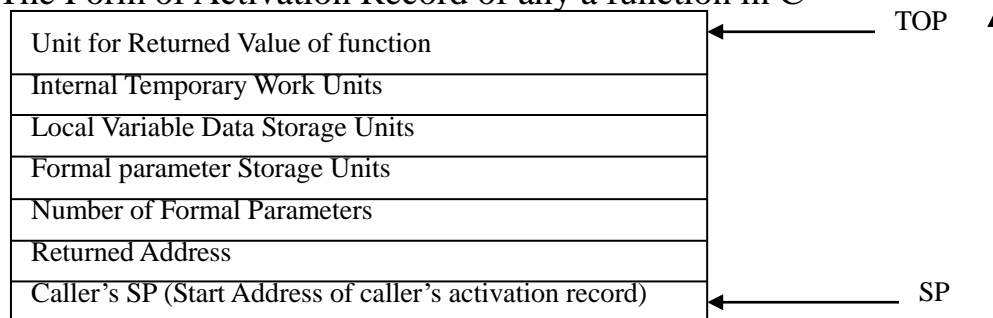 The Form of Activation Record of any a function in C
Unit for Returned Value of function
TOP
Internal Temporary Work Units
Local Variable Data Storage Units
Formal parameter Storage Units
Number of Formal Parameters
Returned Address
Caller's SP (Start Address of caller's activation record)
SP